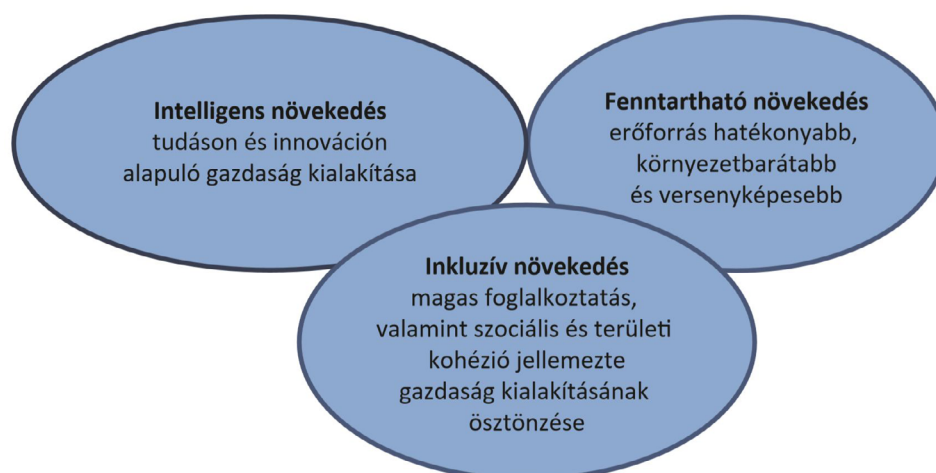 Intelligens növekedés
tudáson és innováción
alapuló gazdaság kialakítása
Fenntartható növekedés
erőforrás hatékonyabb,
környezetbarátabb
és versenyképesebb
Inkluzív növekedés
magas foglalkoztatás,
valamint szociális és területi
kohézió jellemezte
gazdaság kialakításának
ösztönzése